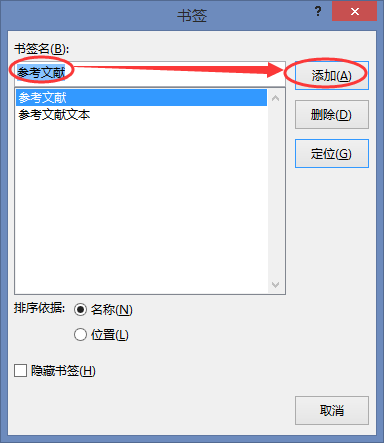 书签
?
书签名(B):
参考文献
添加(A)
参考文献
参考文献文本
删除(D)
定位(G)
排序依据:
名称(N)
位置(L)
隐藏书签(H)
取消